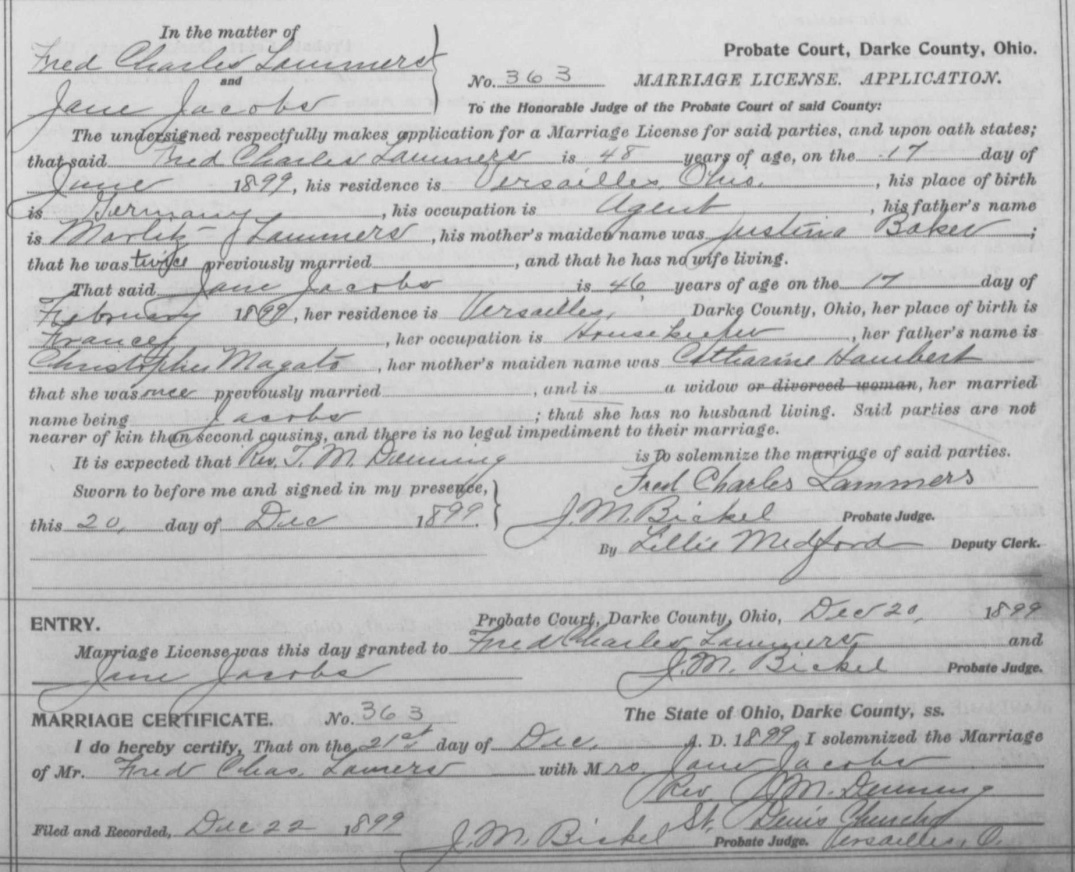 In the matter of
Fred Charles Lammers
and
Jane Jacobs
Probate Court, Darke County, Ohio.
No. 363 MARRIAGE LICENSE. APPLICATION.
To the Honorable Judge of the Probate Court of said County:
The undersigned respectfully makes application for a Marriage License for said parties, and upon oath states;
that said Fred Charles Lammers is 48 years of age, on the 17 day of
June 1899, his residence is Versailles, Ohio. , his place of birth
is Germany , his occupation is Agent , his father's name
is Lammers , his mother's maiden name was Justina Baker ;
that he was twice previously married , and that he has no wife living.
That said Jane Jacobs is 46 years of age on the 17 day of
February 1899, her residence is Versailles, Darke County, Ohio, her place of birth is
France , her occupation is Housekeeper , her father's name is
Christopher Magato , her mother's maiden name was Catharine Hambert
that she was once previously married , and is a widow or divorced woman, her married
name being Jacobs ; that she has no husband living. Said parties are not
nearer of kin than second cousins, and there is no legal impediment to their marriage.
It is expected that Rev. T. M. Denning is to solemnize the marriage of said parties.
Fred Charles Lammers
Sworn to before me and signed in my presence,
this 20, day of Dec 1899.
J. M. Bickel Probate Judge.
By Lillie Medford Deputy Clerk.
ENTRY. Probate Court, Darke County, Ohio, Dec 20, 1899
Marriage License was this day granted to Fred Charles Lammers and
Jane Jacobs J. M. Bickel Probate Judge.
MARRIAGE CERTIFICATE. No. 363 The State of Ohio, Darke County, ss.
I do hereby certify, That on the 21st day of Dec. A. D. 1899, I solemnized the Marriage
of Mr. Fred Chas. Lamers with Mrs. Jane Jacobs
Rev M. Denning
St. Denis Church
Filed and Recorded, Dec 22 1899 J. M. Bickel Probate Judge. Versailles, O.